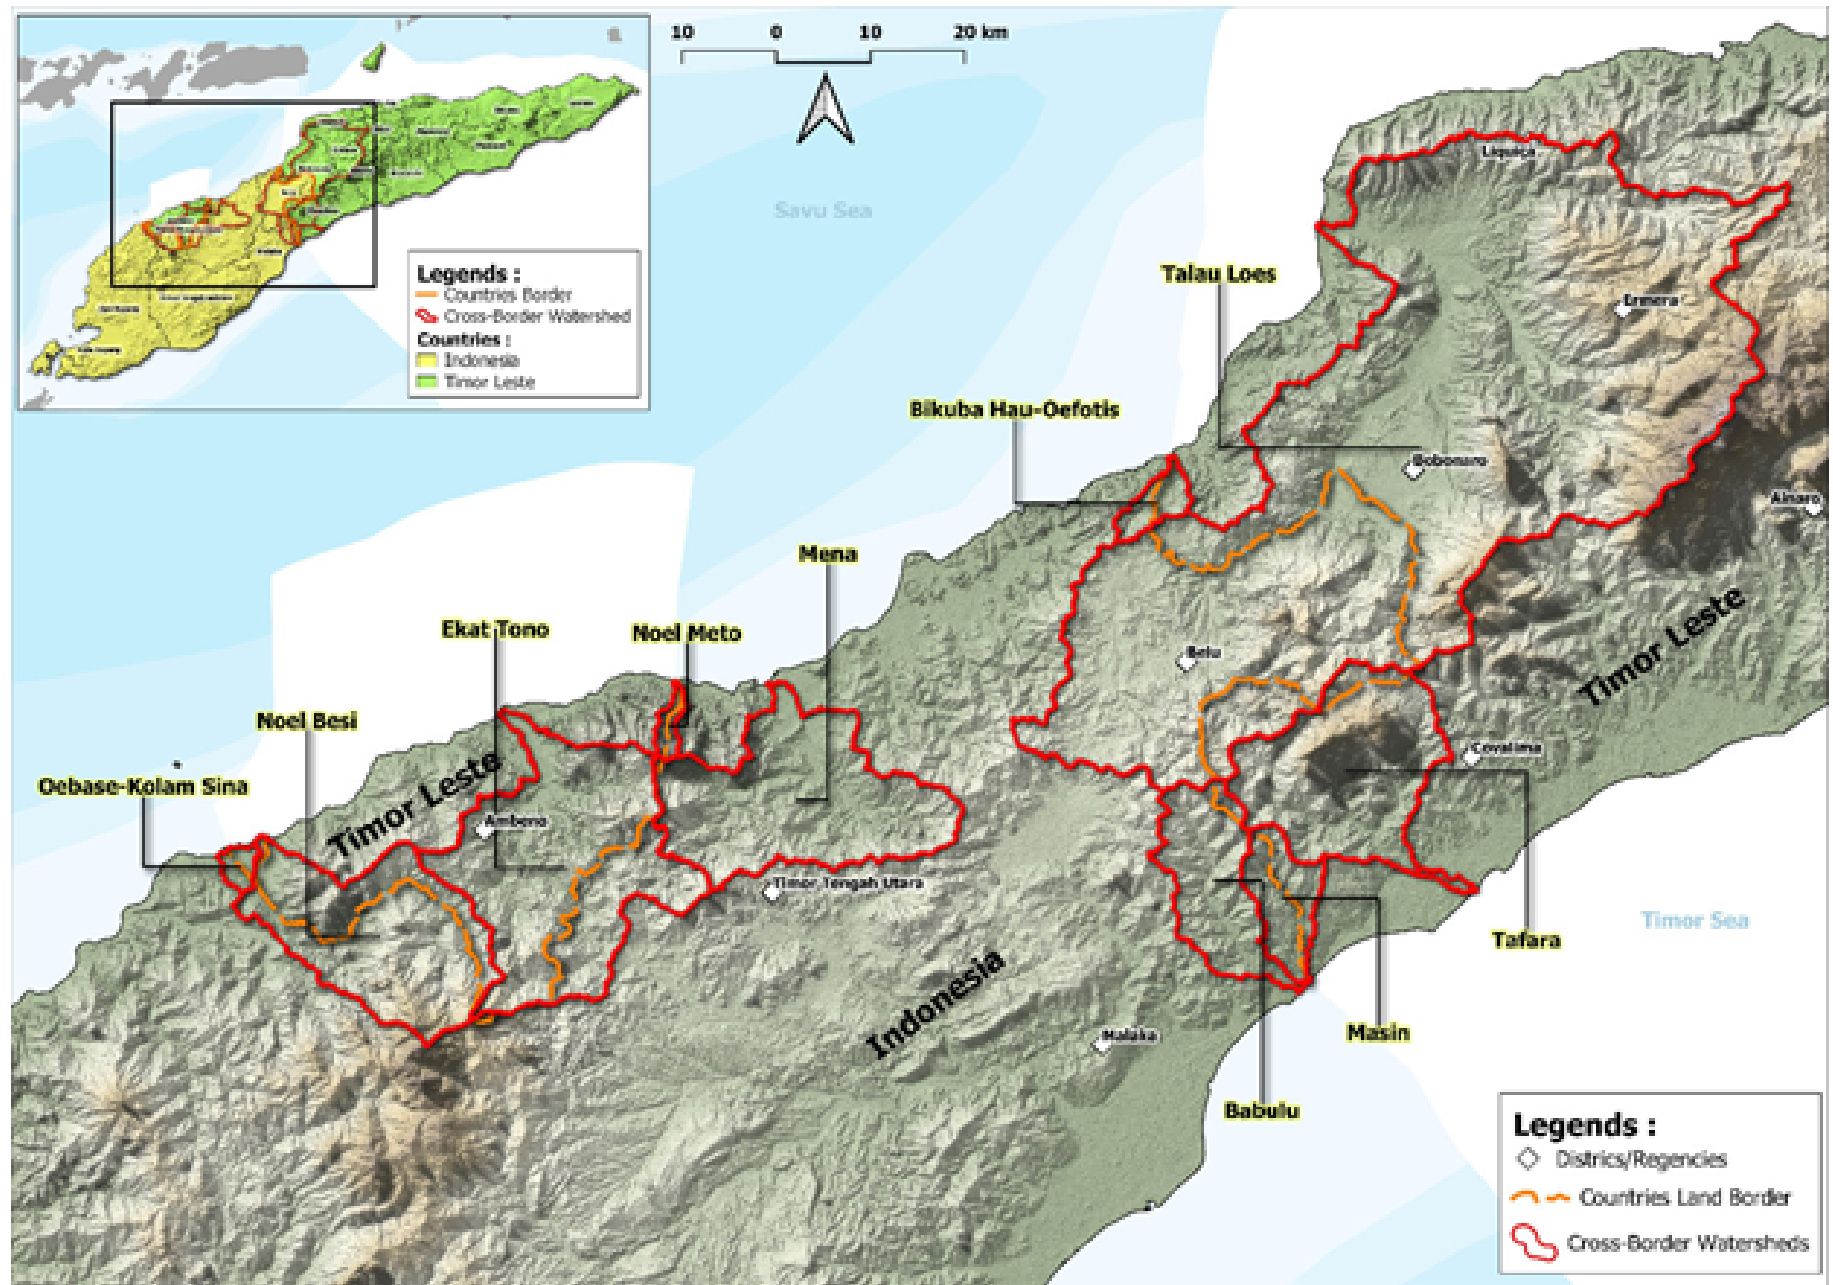 10 0 10 20 km
Savu Sea
Legends :
Countries Border
Cross-Border Watershed
Countries :
Indonesia
Timor Leste
Liquiça
Talau Loes
Ermera
Bikuba Hau-Oefotis
Bobonaro
Ainaro
Mena
Ekat Tono
Noel Meto
Belu
Timor Leste
Noel Besi
Covalima
Oebase-Kolam Sina
Timor Leste
Ambeno
Timor Tengah Utara
Timor Sea
Tafara
Indonesia
Masin
Malaka
Babulu
Legends :
Districs/Regencies
Countries Land Border
Cross-Border Watersheds